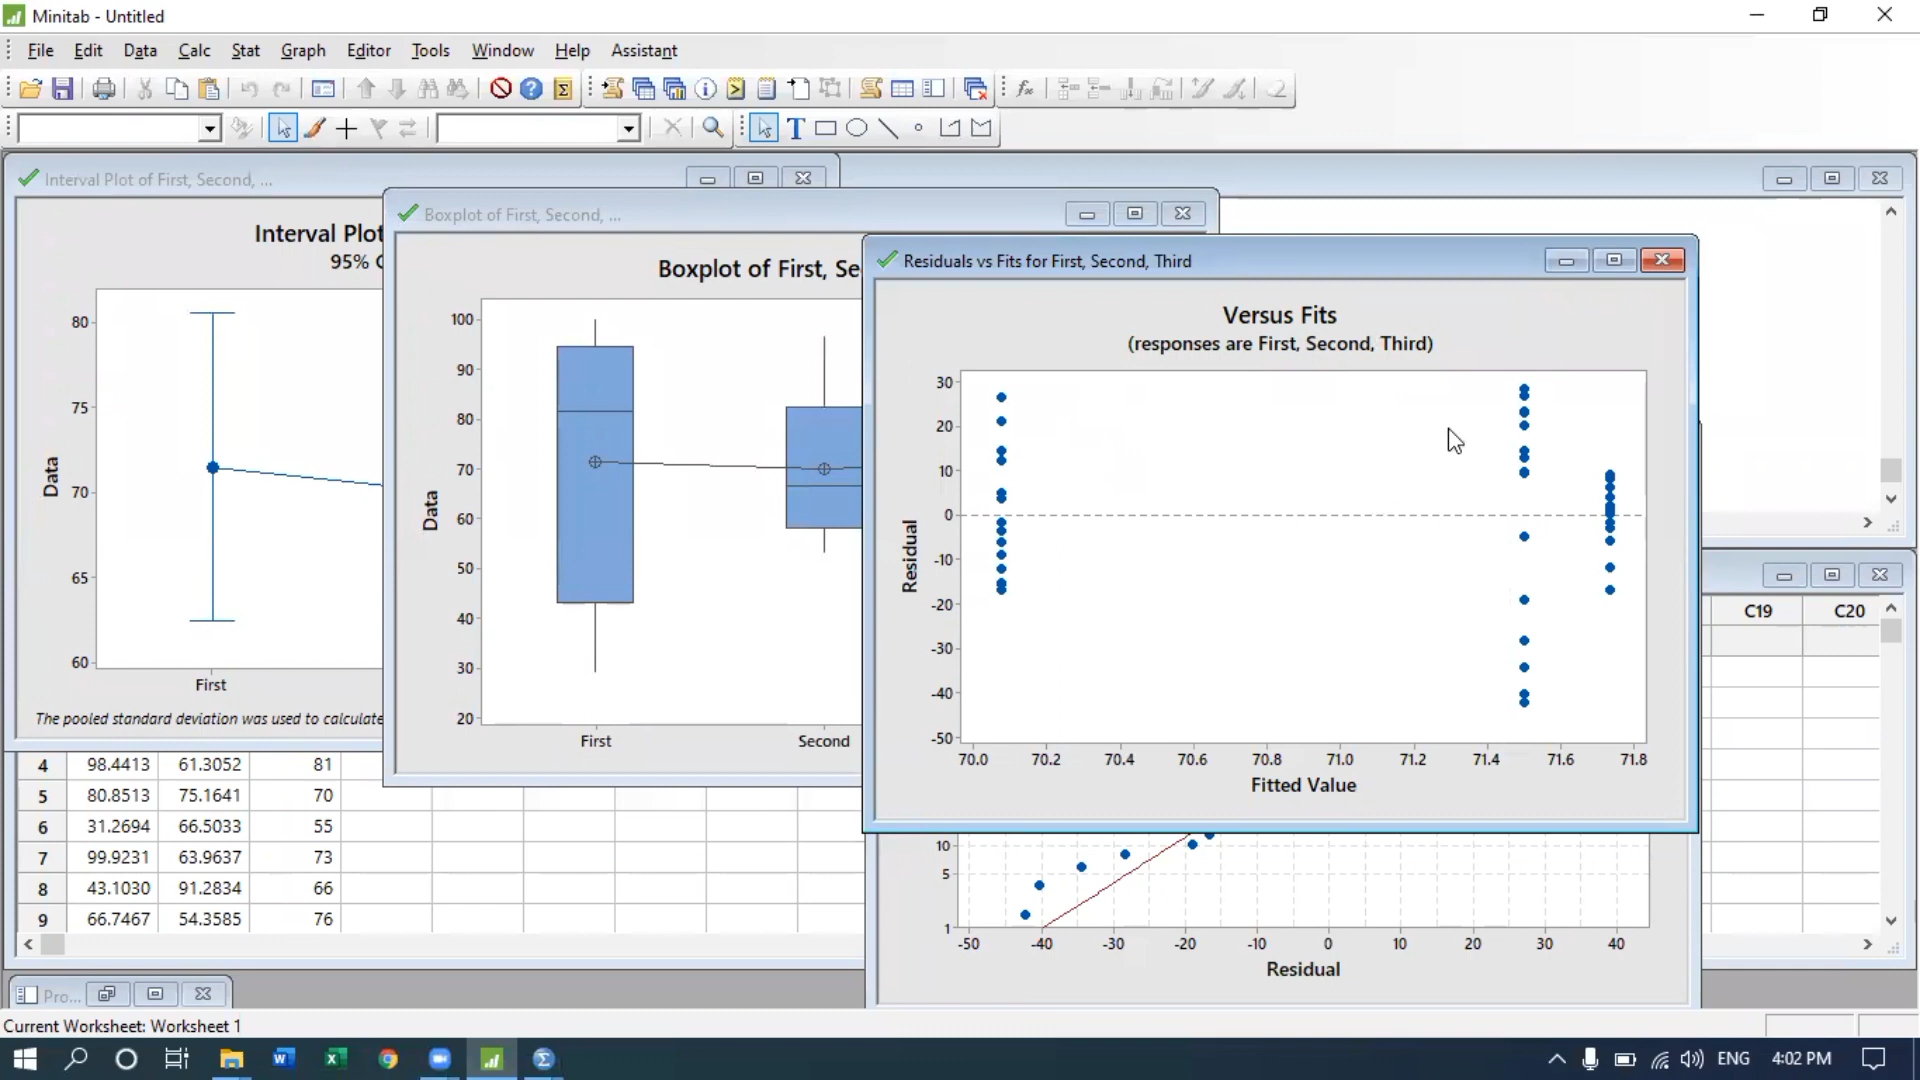 Minitab - Untitled
File Edit Data Calc Stat Graph Editor Tools Window Help Assistant
Interval Plot of First, Second, ...
Interval Plot
95% C
Data
80
75
70
65
60
First
The pooled standard deviation was used to calculate
Boxplot of First, Second, ...
Boxplot of First, Se
Data
100
90
80
70
60
50
40
30
20
First Second
Residuals vs Fits for First, Second, Third
Versus Fits
(responses are First, Second, Third)
Residual
30
20
10
0
-10
-20
-30
-40
-50
70.0 70.2 70.4 70.6 70.8 71.0 71.2 71.4 71.6 71.8
Fitted Value
10
5
1
-50 -40 -30 -20 -10 0 10 20 30 40
Residual
C19 C20
4 98.4413 61.3052 81
5 80.8513 75.1641 70
6 31.2694 66.5033 55
7 99.9231 63.9637 73
8 43.1030 91.2834 66
9 66.7467 54.3585 76
Pro...
Current Worksheet: Worksheet 1
ENG 4:02 PM